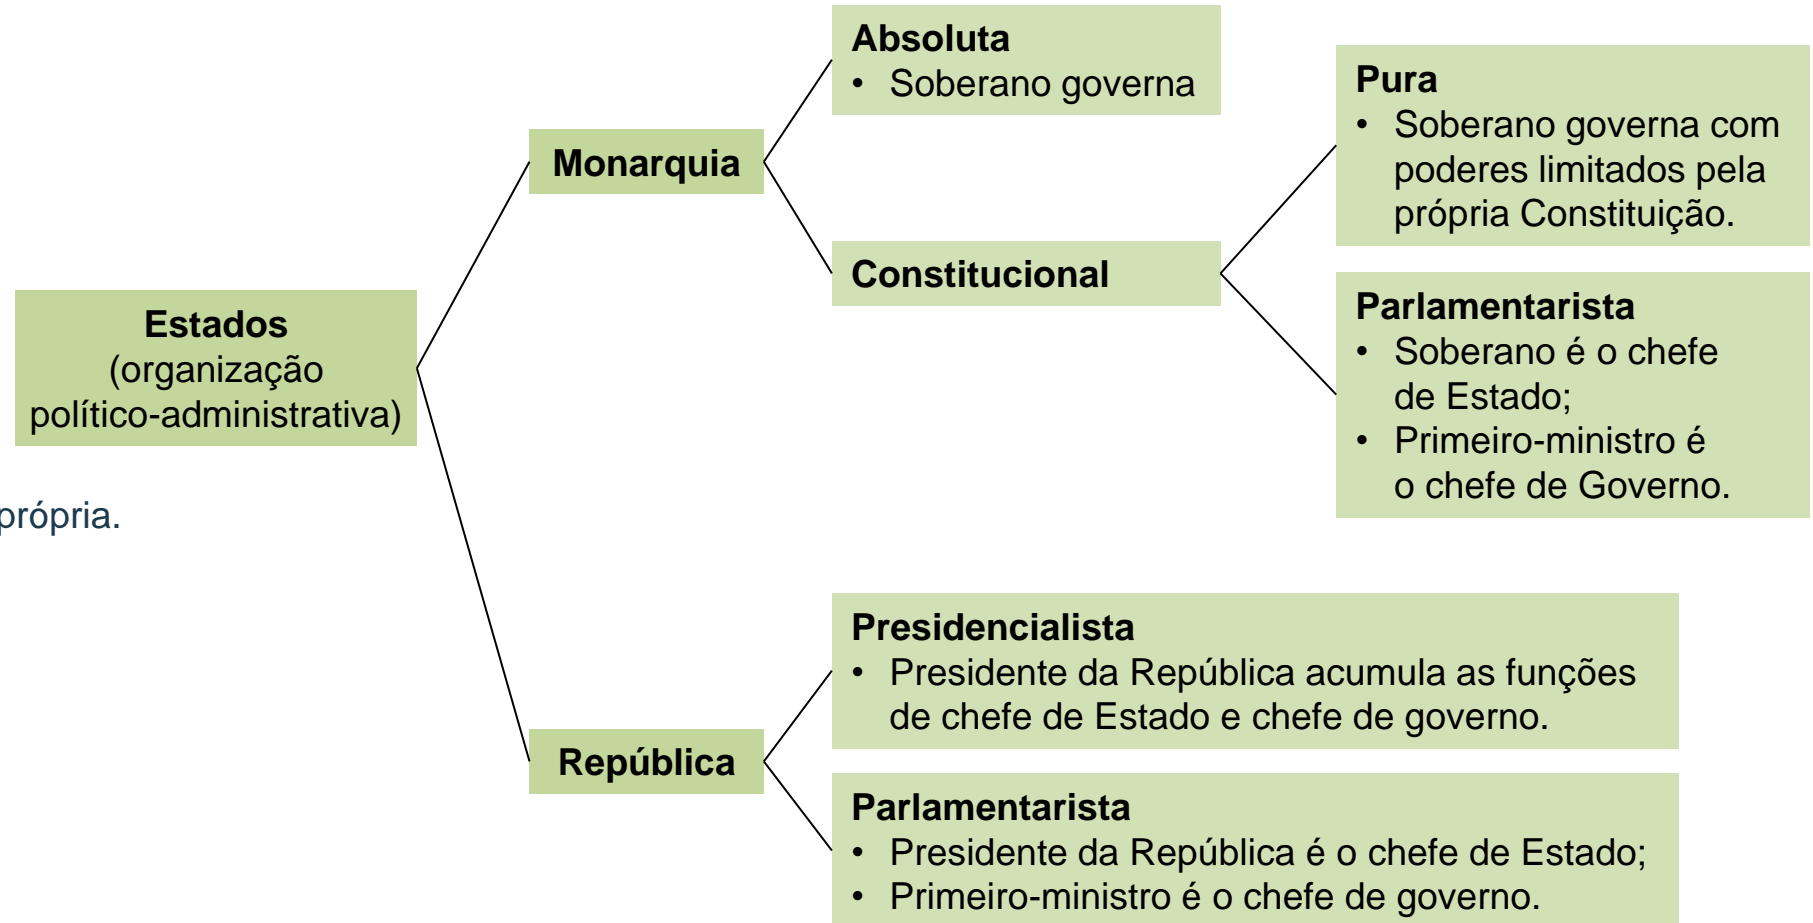 Estados
(organização
político-administrativa)
própria.
Monarquia
Absoluta
• Soberano governa
Constitucional
Pura
• Soberano governa com
poderes limitados pela
própria Constituição.
Parlamentarista
• Soberano é o chefe
de Estado;
• Primeiro-ministro é
o chefe de Governo.
República
Presidencialista
• Presidente da República acumula as funções
de chefe de Estado e chefe de governo.
Parlamentarista
• Presidente da República é o chefe de Estado;
• Primeiro-ministro é o chefe de governo.